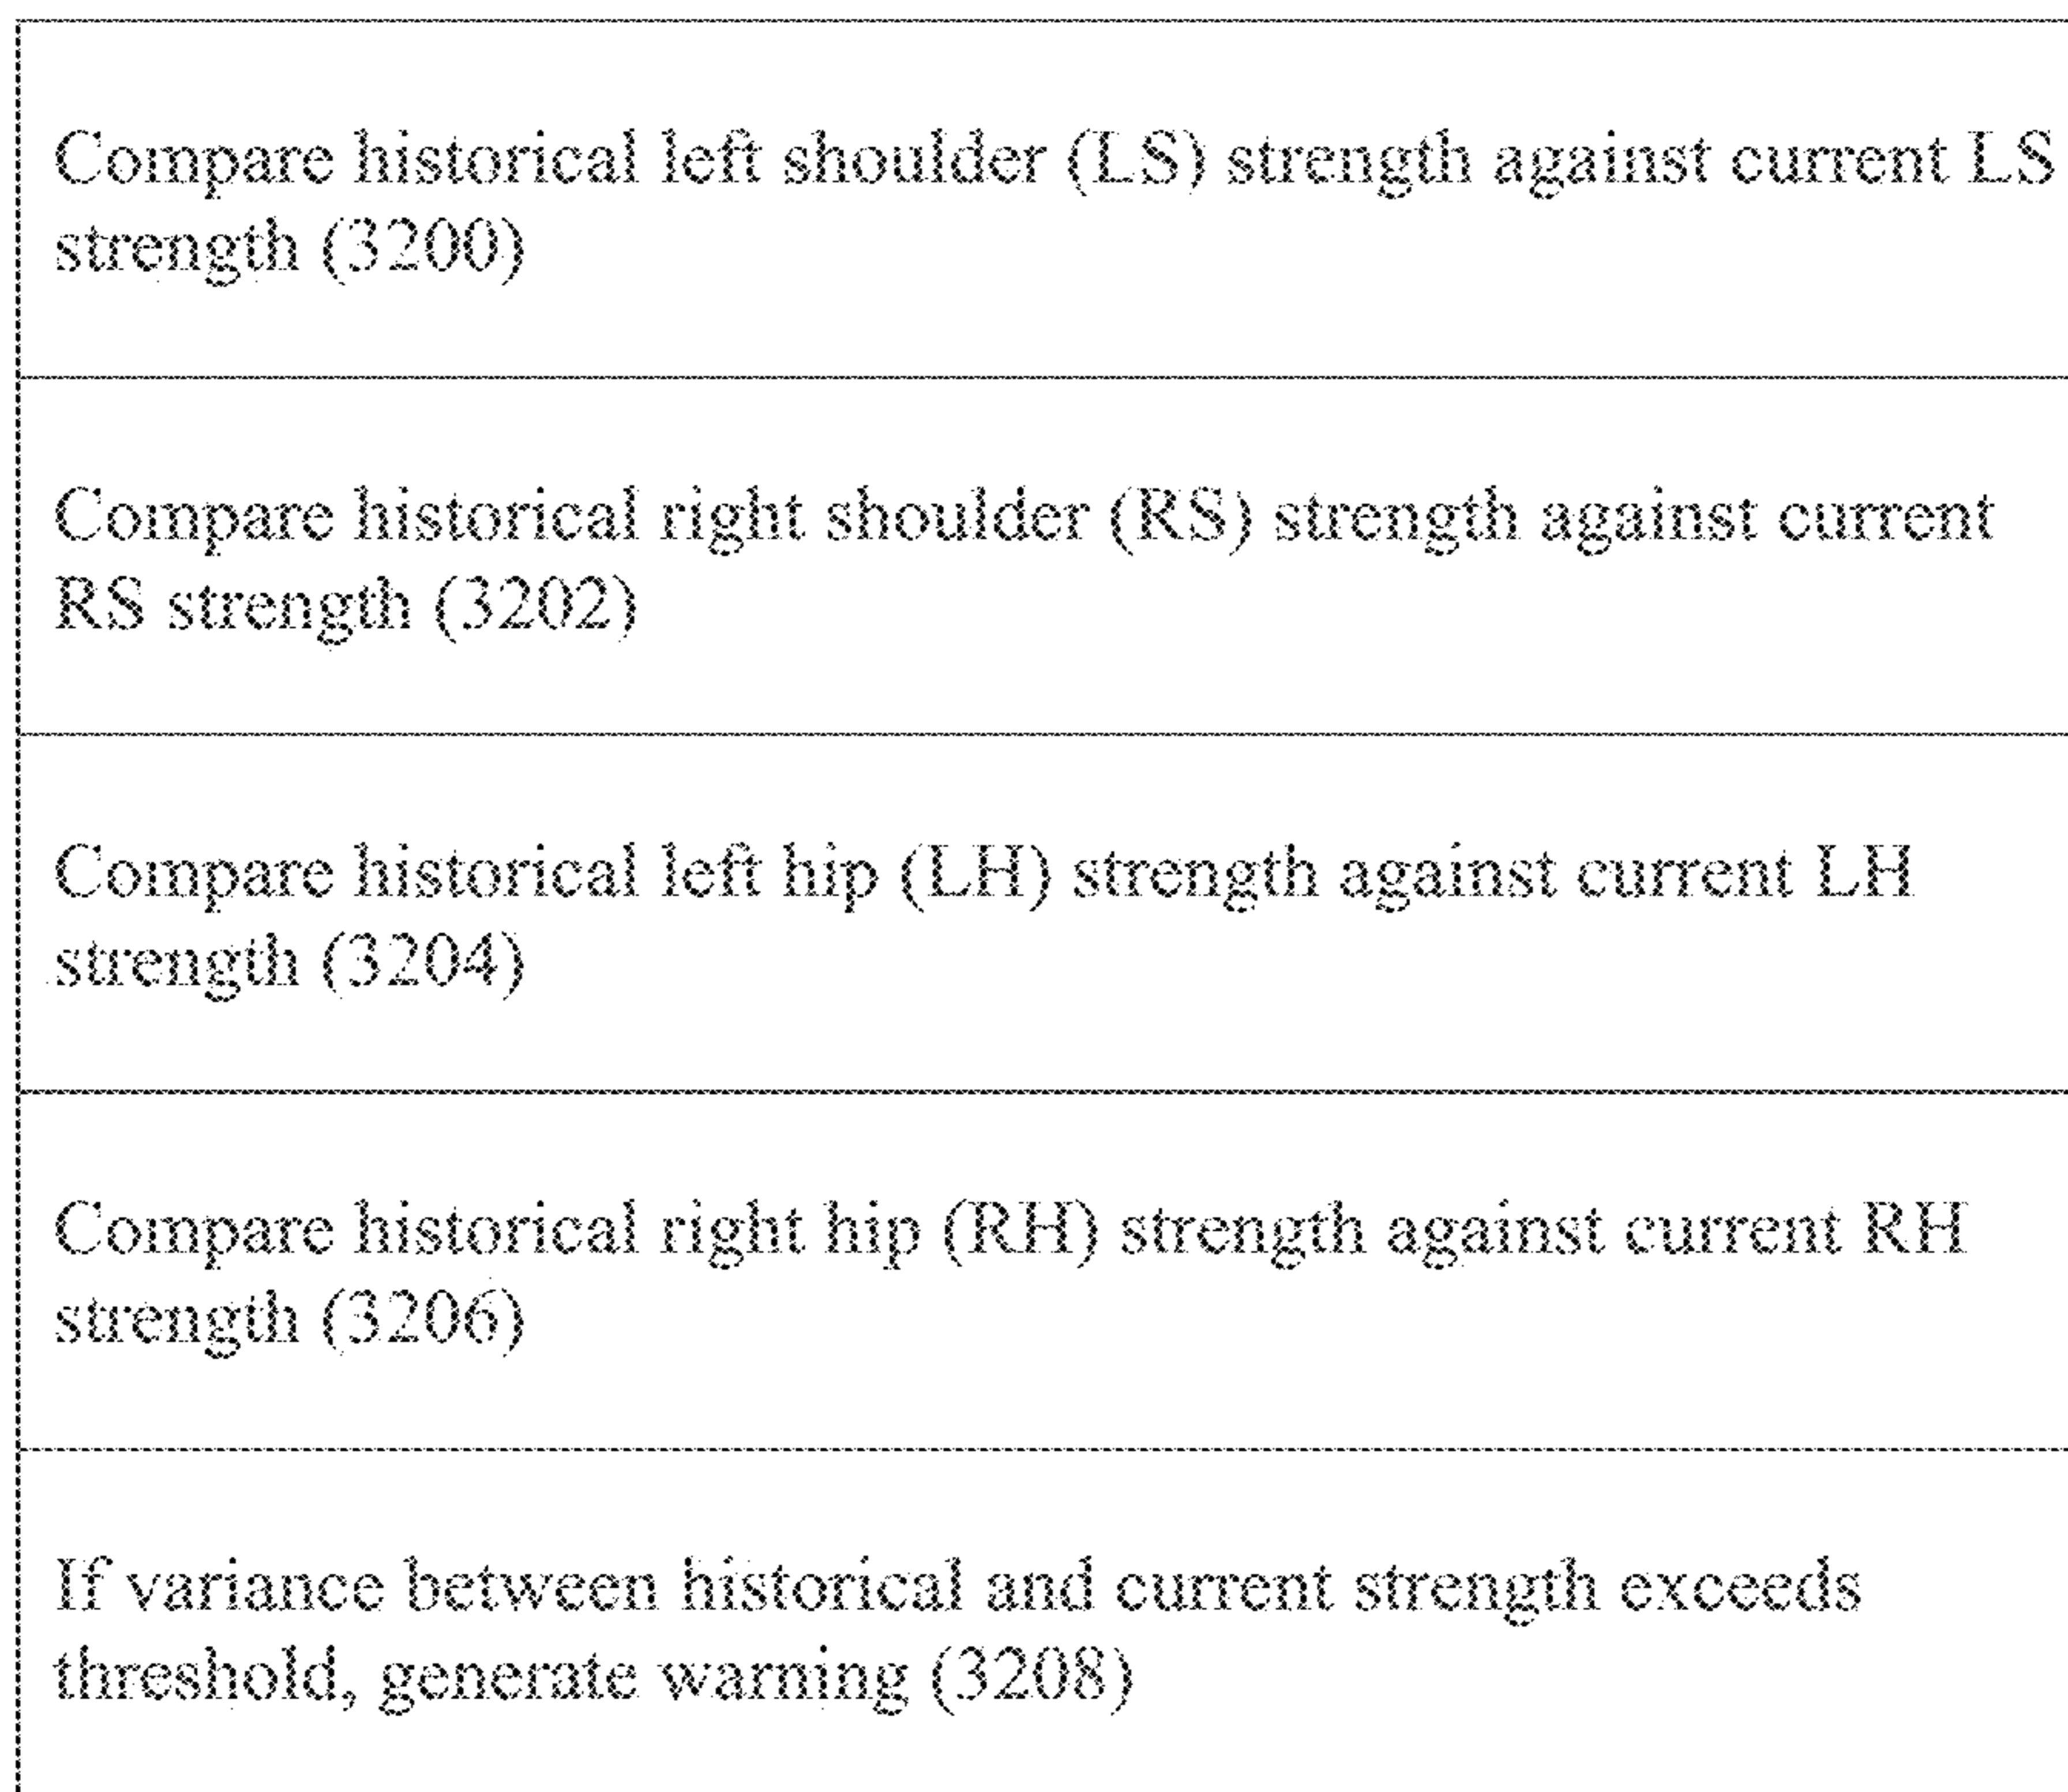 Compare historical left shoulder (LS) strength against current LS
strength (3200)
Compare historical right shoulder (RS) strength against current
RS strength (3202)
Compare historical left hip (LH) strength against current LH
strength (3204)
Compare historical right hip (RH) strength against current RH
strength (3206)
If variance between historical and current strength exceeds
threshold, generate warning (3208)